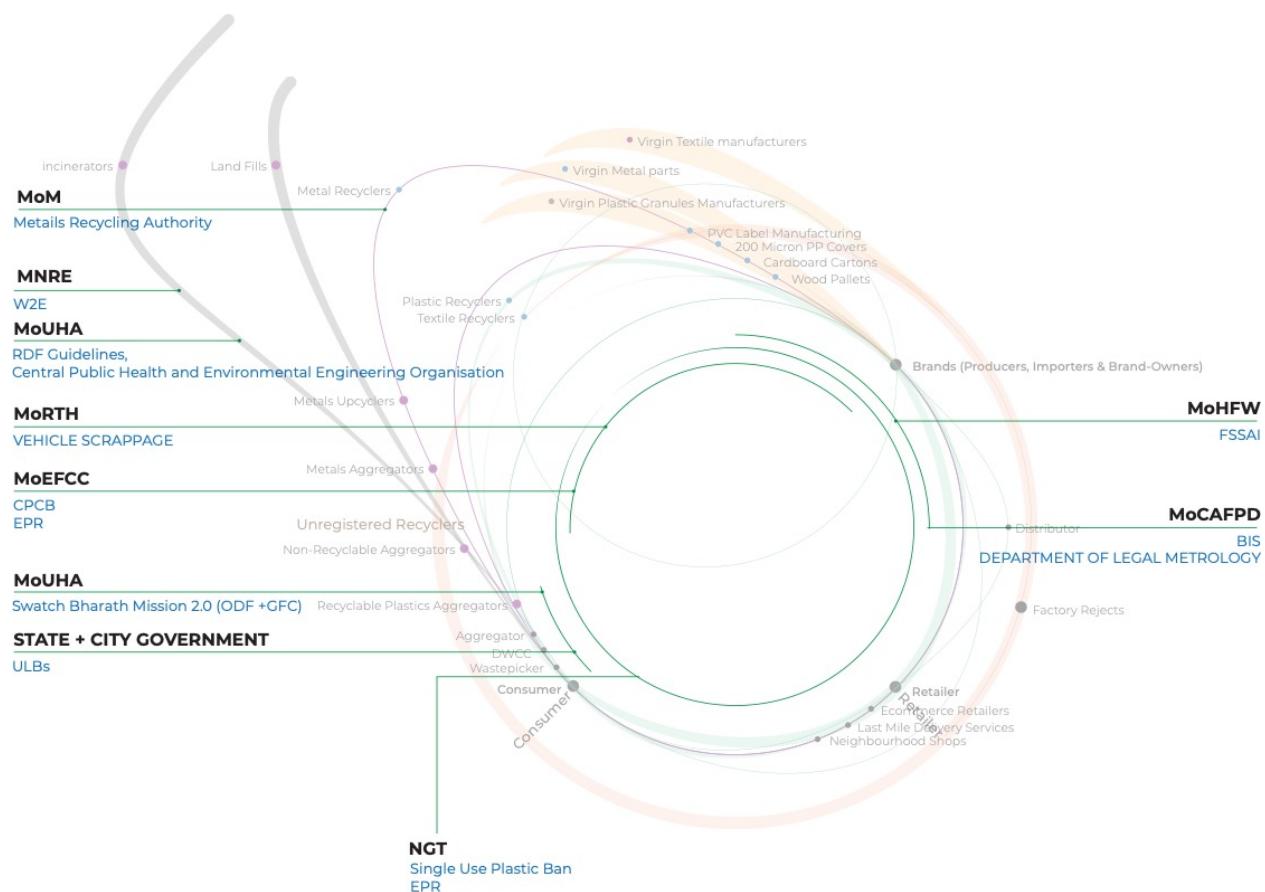 Virgin Textile manufacturers
incinerators
Land Fills
Virgin Metal parts
Metal Recyclers
MoM
Metails Recycling Authority
Virgin Plastic Granules Manufacturers
PVC Label Manufacturing
200 Micron PP Covers
Cardboard Cartons
Wood Pallets
MNRE
W2E
Plastic Recyclers
Textile Recyclers
MoUHA
RDF Guidelines,
Central Public Health and Environmental Engineering Organisation
Brands (Producers, Importers & Brand-Owners)
Metals Upcyclers
MoRTH
VEHICLE SCRAPPAGE
MoHFW
FSSAI
Metals Aggregators
MoEFCC
CPCB
EPR
Unregistered Recyclers
Non-Recyclable Aggregators
MoCAFPD
Distributor
BIS
DEPARTMENT OF LEGAL METROLOGY
MoUHA
Swatch Bharath Mission 2.0 (ODF +GFC)
Recyclable Plastics Aggregators
Factory Rejects
STATE + CITY GOVERNMENT
ULBs
Aggregator
DWCC
Wastepicker
Consumer
Consumer
Retailer
Retailer
Ecommerce Retailers
Last Mile Delivery Services
Neighbourhood Shops
NGT
Single Use Plastic Ban
EPR